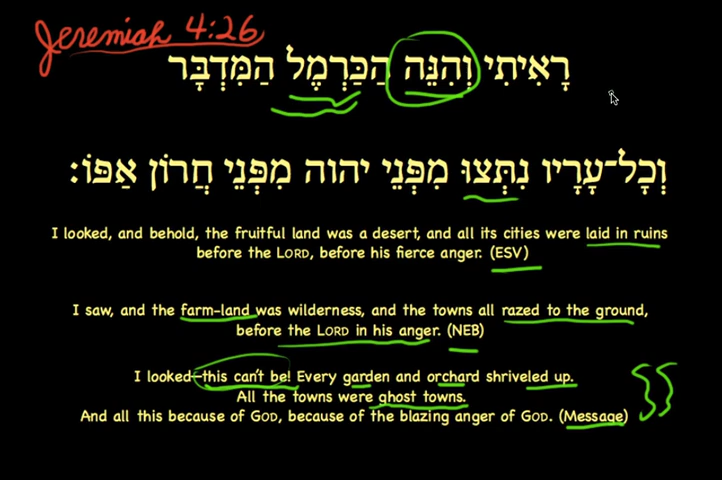 Jeremiah 4:26
רָאִיתִי וְהִנֵּה הַכַּרְמֶל הַמִּדְבָּר
וְכָל־עָרָיו נִתְּצוּ מִפְּנֵי יהוה מִפְּנֵי חֲרוֹן אַפּוֹ׃
I looked, and behold, the fruitful land was a desert, and all its cities were laid in ruins
before the LORD, before his fierce anger. (ESV)
I saw, and the farm-land was wilderness, and the towns all razed to the ground,
before the LORD in his anger. (NEB)
I looked—this can't be! Every garden and orchard shriveled up.
All the towns were ghost towns.
And all this because of GOD, because of the blazing anger of GOD. (Message)